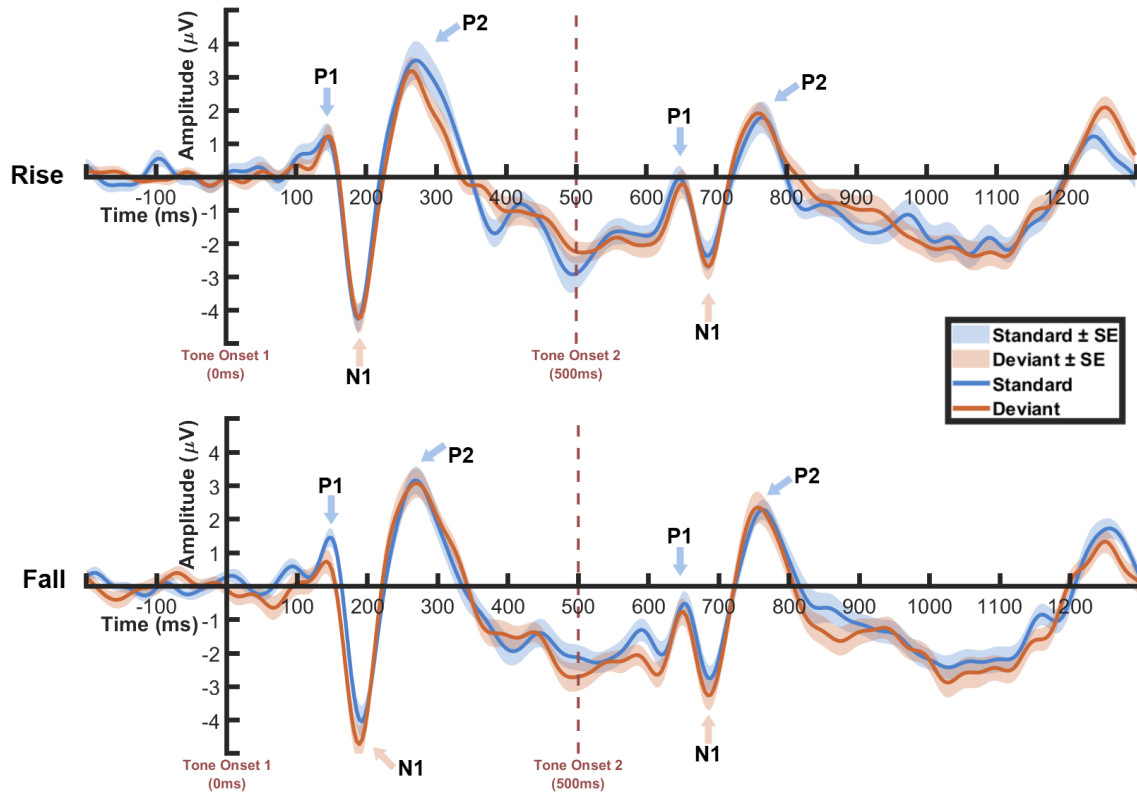 Amplitude (μV)
4
3
2
1
-1
-2
-3
-4
P1
P2
P1
P2
Rise
-100
100
200
300
400
500
600
700
800
900
1000
1100
1200
Time (ms)
N1
N1
Tone Onset 1
(0ms)
Tone Onset 2
(500ms)
Standard ± SE
Deviant ± SE
Standard
Deviant
Amplitude (μV)
4
3
2
1
-1
-2
-3
-4
P1
P2
P1
P2
Fall
-100
100
200
300
400
500
600
700
800
900
1000
1100
1200
Time (ms)
N1
N1
Tone Onset 1
(0ms)
Tone Onset 2
(500ms)